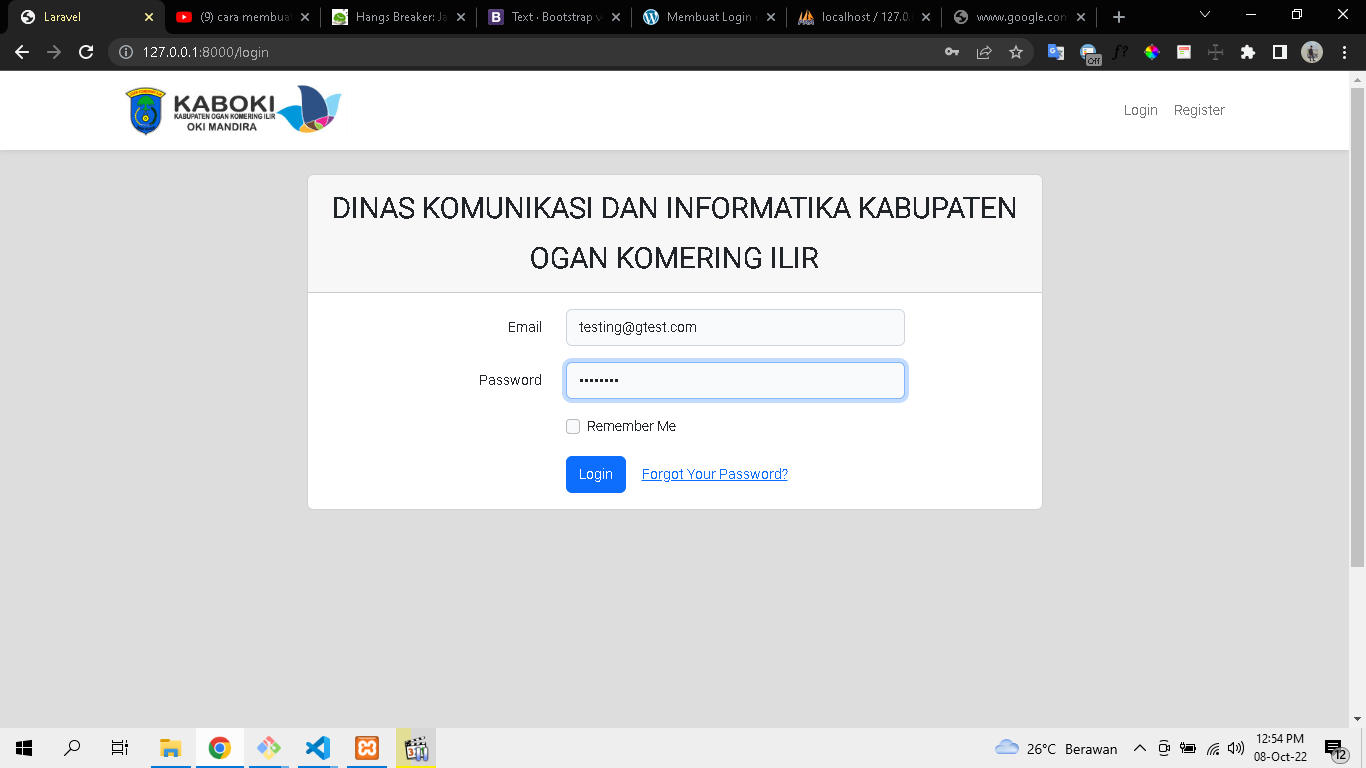 Laravel
(9) cara membuat
Hangs Breaker: Ja
Text · Bootstrap v
Membuat Login
localhost / 127.0.
www.google.com
127.0.0.1:8000/login
Off
KABOKI
KABUPATEN OGAN KOMERING ILIR
OKI MANDIRA
Login
Register
DINAS KOMUNIKASI DAN INFORMATIKA KABUPATEN
OGAN KOMERING ILIR
Email
testing@gtest.com
Password
••••••••
Remember Me
Login
Forgot Your Password?
26°C Berawan
12:54 PM
08-Oct-22
12